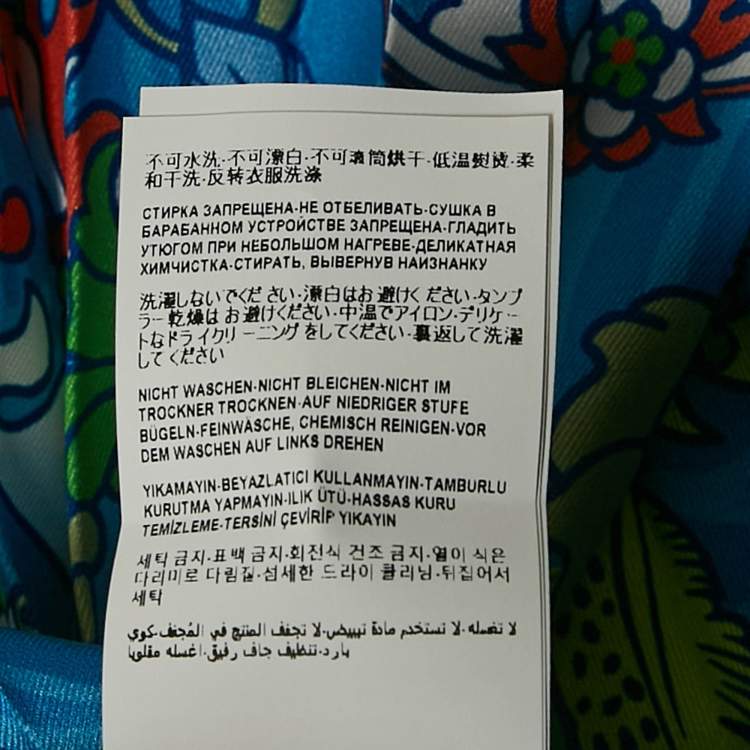 不可水洗-不可漂白-不可滚筒烘干-低温熨烫-柔
和干洗-反转衣服洗涤
СТИРКА ЗАПРЕЩЕНА-НЕ ОТБЕЛИВАТЬ-СУШКА В
БАРАБАННОМ УСТРОЙСТВЕ ЗАПРЕЩЕНА-ГЛАДИТЬ
УТЮГОМ ПРИ НЕБОЛЬШОМ НАГРЕВЕ-ДЕЛИКАТНАЯ
ХИМЧИСТКА-СТИРАТЬ, ВЫВЕРНУВ НАИЗНАНКУ
洗濯しないでください-漂白はお避けください-タンブ
ラー乾燥はお避けください-中温でアイロン-デリケー
トなドライクリーニングをしてください-裏返して洗濯
してください
NICHT WASCHEN-NICHT BLEICHEN-NICHT IM
TROCKNER TROCKNEN-AUF NIEDRIGER STUFE
BÜGELN-FEINWÄSCHE, CHEMISCH REINIGEN-VOR
DEM WASCHEN AUF LINKS DREHEN
YIKAMAYIN-BEYAZLATICI KULLANMAYIN-TAMBURLU
KURUTMA YAPMAYIN-ILIK ÜTÜ-HASSAS KURU
TEMİZLEME-TERSİNİ ÇEVİRİP YIKAYIN
세탁 금지-표백 금지-회전식 건조 금지-열이 식은
다리미로 다림질-섬세한 드라이 클리닝-뒤집어서
세탁
لا تغسله-لا تستخدم مادة تبييض-لا تجفف المنتج في المُجفف-كوي
بارد-تنظيف جاف رفيق-اغسله مقلوبا